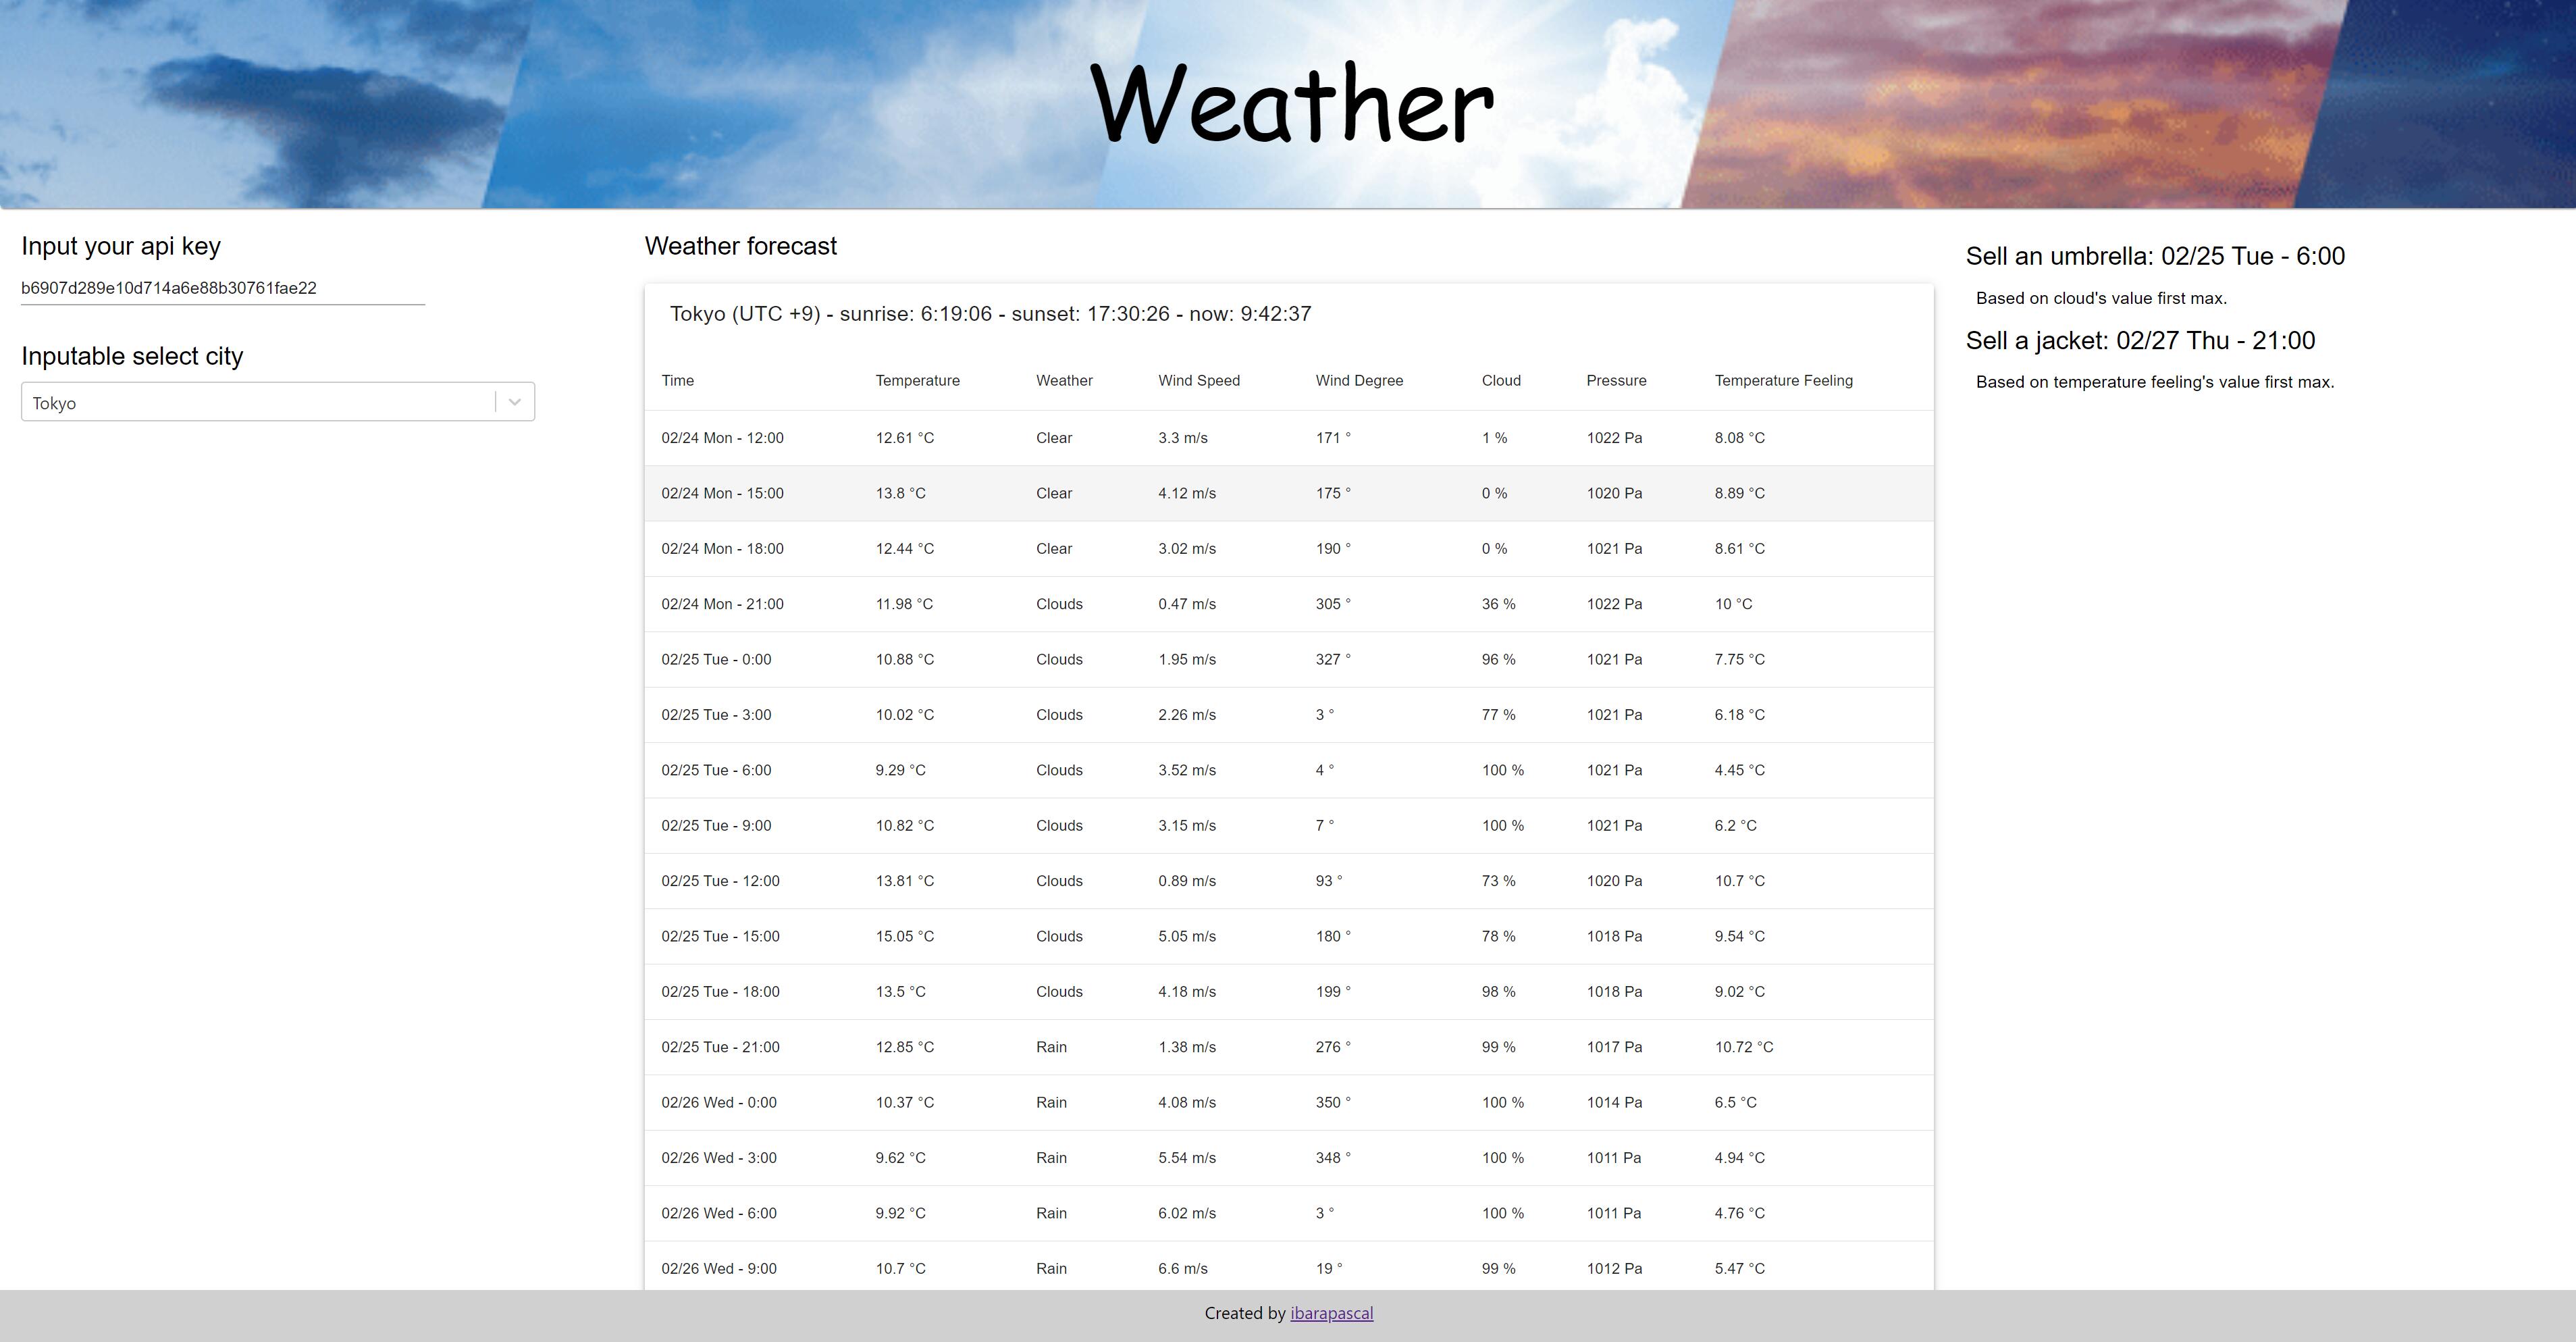 Weather
Input your api key
b6907d289e10d714a6e88b30761fae22
Inputable select city
Tokyo
Weather forecast
Tokyo (UTC +9) - sunrise: 6:19:06 - sunset: 17:30:26 - now: 9:42:37
Time Temperature Weather Wind Speed Wind Degree Cloud Pressure Temperature Feeling
02/24 Mon - 12:00 12.61 °C Clear 3.3 m/s 171 ° 1 % 1022 Pa 8.08 °C
02/24 Mon - 15:00 13.8 °C Clear 4.12 m/s 175 ° 0 % 1020 Pa 8.89 °C
02/24 Mon - 18:00 12.44 °C Clear 3.02 m/s 190 ° 0 % 1021 Pa 8.61 °C
02/24 Mon - 21:00 11.98 °C Clouds 0.47 m/s 305 ° 36 % 1022 Pa 10 °C
02/25 Tue - 0:00 10.88 °C Clouds 1.95 m/s 327 ° 96 % 1021 Pa 7.75 °C
02/25 Tue - 3:00 10.02 °C Clouds 2.26 m/s 3 ° 77 % 1021 Pa 6.18 °C
02/25 Tue - 6:00 9.29 °C Clouds 3.52 m/s 4 ° 100 % 1021 Pa 4.45 °C
02/25 Tue - 9:00 10.82 °C Clouds 3.15 m/s 7 ° 100 % 1021 Pa 6.2 °C
02/25 Tue - 12:00 13.81 °C Clouds 0.89 m/s 93 ° 73 % 1020 Pa 10.7 °C
02/25 Tue - 15:00 15.05 °C Clouds 5.05 m/s 180 ° 78 % 1018 Pa 9.54 °C
02/25 Tue - 18:00 13.5 °C Clouds 4.18 m/s 199 ° 98 % 1018 Pa 9.02 °C
02/25 Tue - 21:00 12.85 °C Rain 1.38 m/s 276 ° 99 % 1017 Pa 10.72 °C
02/26 Wed - 0:00 10.37 °C Rain 4.08 m/s 350 ° 100 % 1014 Pa 6.5 °C
02/26 Wed - 3:00 9.62 °C Rain 5.54 m/s 348 ° 100 % 1011 Pa 4.94 °C
02/26 Wed - 6:00 9.92 °C Rain 6.02 m/s 3 ° 100 % 1011 Pa 4.76 °C
02/26 Wed - 9:00 10.7 °C Rain 6.6 m/s 19 ° 99 % 1012 Pa 5.47 °C
Sell an umbrella: 02/25 Tue - 6:00
Based on cloud's value first max.
Sell a jacket: 02/27 Thu - 21:00
Based on temperature feeling's value first max.
Created by ibarapascal